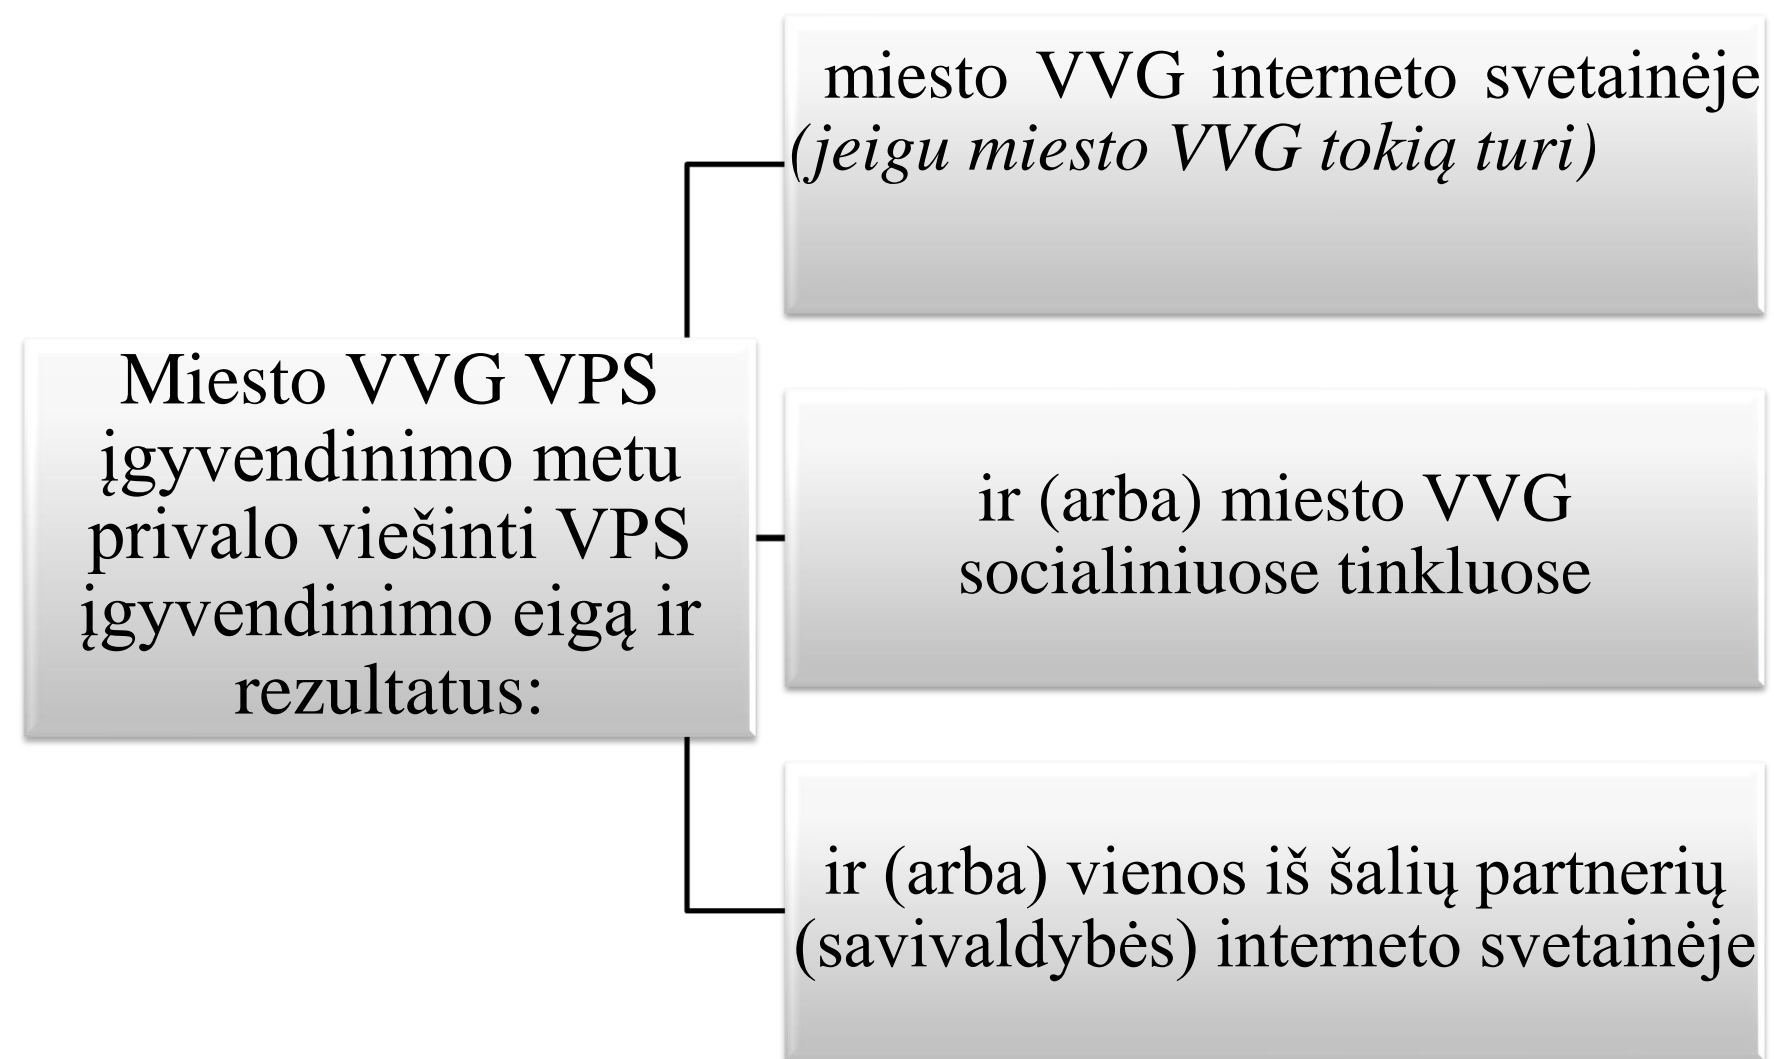 Miesto VVG VPS
įgyvendinimo metu
privalo viešinti VPS
įgyvendinimo eigą ir
rezultatus:
miesto VVG interneto svetainėje
(jeigu miesto VVG tokią turi)
ir (arba) miesto VVG
socialiniuose tinkluose
ir (arba) vienos iš šalių partnerių
(savivaldybės) interneto svetainėje